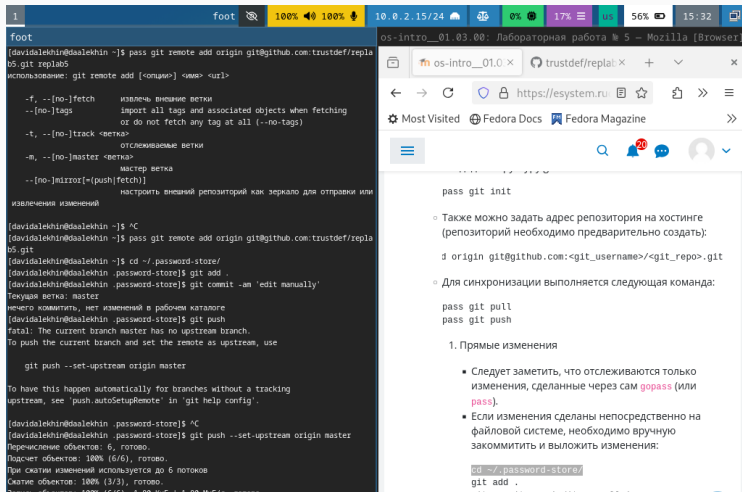 1
foot
100% 100%
10.0.2.15/24
0%
17%
us
56%
15:32
foot
os-intro__01.03.00: Лабораторная работа № 5 — Mozilla [Browser]
[davidalekhin@daalekhin ~]$ pass git remote add origin git@github.com:trustdef/repla
b5.git replab5
использование: git remote add [<опции>] <имя> <url>
-f, --[no-]fetch извлечь внешние ветки
--[no-]tags import all tags and associated objects when fetching
or do not fetch any tag at all (--no-tags)
-t, --[no-]track <ветка>
отслеживаемые ветки
-m, --[no-]master <ветка>
мастер ветка
--[no-]mirror[=(push|fetch)]
настроить внешний репозиторий как зеркало для отправки или
извлечения изменений
[davidalekhin@daalekhin ~]$ ^C
[davidalekhin@daalekhin ~]$ pass git remote add origin git@github.com:trustdef/repla
b5.git
[davidalekhin@daalekhin ~]$ cd ~/.password-store/
[davidalekhin@daalekhin .password-store]$ git add .
[davidalekhin@daalekhin .password-store]$ git commit -am 'edit manually'
Текущая ветка: master
нечего коммитить, нет изменений в рабочем каталоге
[davidalekhin@daalekhin .password-store]$ git push
fatal: The current branch master has no upstream branch.
To push the current branch and set the remote as upstream, use
git push --set-upstream origin master
To have this happen automatically for branches without a tracking
upstream, see 'push.autoSetupRemote' in 'git help config'.
[davidalekhin@daalekhin .password-store]$ ^C
[davidalekhin@daalekhin .password-store]$ git push --set-upstream origin master
Перечисление объектов: 6, готово.
Подсчет объектов: 100% (6/6), готово.
При сжатии изменений используется до 6 потоков
Сжатие объектов: 100% (3/3), готово.
os-intro__01.0
trustdef/repla
https://esystem.ru
Most Visited
Fedora Docs
Fedora Magazine
20
pass git init
Также можно задать адрес репозитория на хостинге
(репозиторий необходимо предварительно создать):
d origin git@github.com:<git_username>/<git_repo>.git
Для синхронизации выполняется следующая команда:
pass git pull
pass git push
1. Прямые изменения
Следует заметить, что отслеживаются только
изменения, сделанные через сам gopass (или
pass).
Если изменения сделаны непосредственно на
файловой системе, необходимо вручную
закоммитить и выложить изменения:
cd ~/.password-store/
git add .